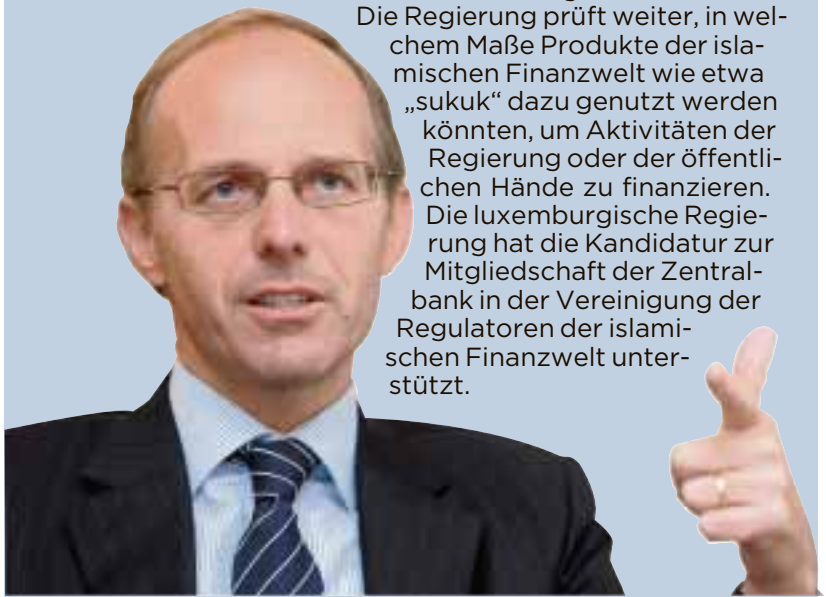 Die Regierung prüft weiter, in wel-
chem Maße Produkte der isla-
mischen Finanzwelt wie etwa
„sukuk“ dazu genutzt werden
könnten, um Aktivitäten der
Regierung oder der öffentli-
chen Hände zu finanzieren.
Die luxemburgische Regie-
rung hat die Kandidatur zur
Mitgliedschaft der Zentral-
bank in der Vereinigung der
Regulatoren der islami-
schen Finanzwelt unter-
stützt.